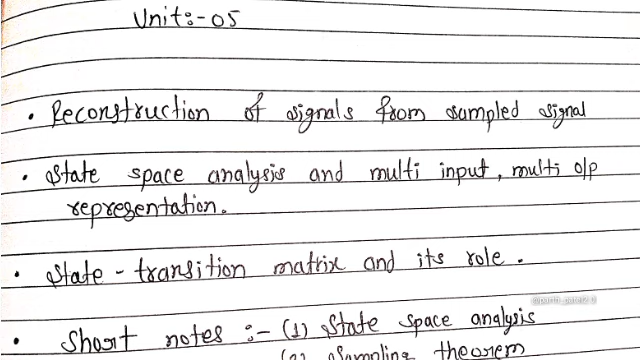 Unit:-05
• Reconstruction of signals from sampled signal
• State space analysis and multi input, multi o/p
representation.
• State-transition matrix and its role.
• Short notes :- (1) State space analysis
(2) Sampling theorem